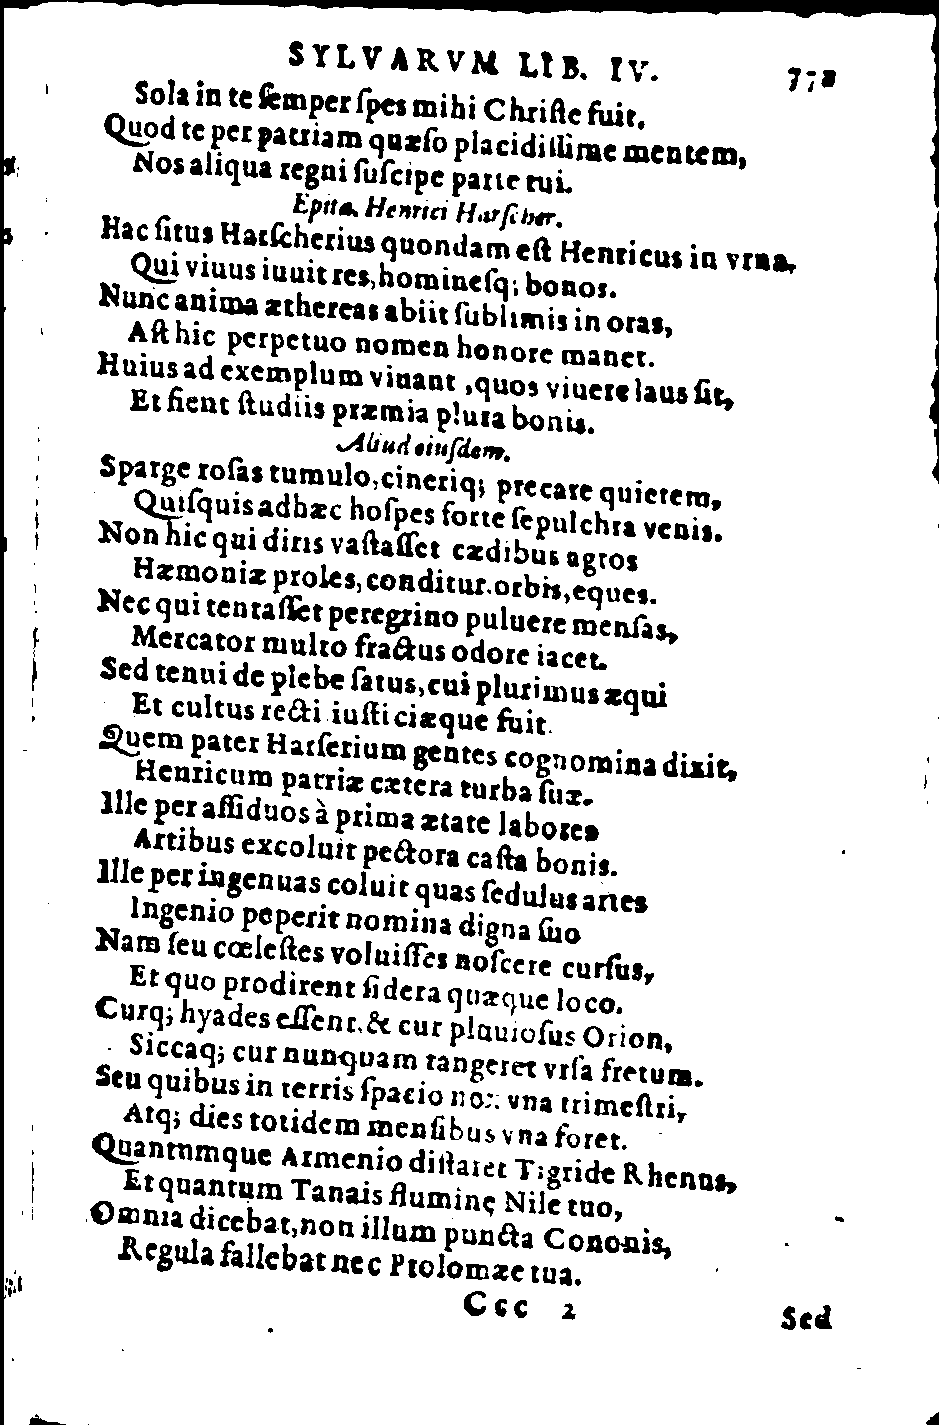 SYLVARVM LIB. IV.
Sola in te ſemper ſpes mihi Chriſte fuit.
Quod te per patriam quæſo placidiſſime mentem,
Nos aliqua regni ſuſcipe parte tui.
Epita. Henrici Harſcher.
Hac ſitus Harſcherius quondam eſt Henricus in vrna,
Qui viuus iuuit res, homineſq; bonos.
Nunc anima æthereas abiit ſublimis in oras,
Aſt hic perpetuo nomen honore manet.
Huius ad exemplum viuant, quos viuere laus ſit,
Et fient ſtudiis præmia plura bonis.
Aliud eiuſdem.
Sparge roſas tumulo, cineriq; precare quietem,
Quiſquis ad hæc hoſpes forte ſepulchra venis.
Non hic qui diris vaſtaſſet cædibus agros
Hæmoniæ proles, conditur. orbis, eques.
Nec qui tentaſſet peregrino puluere menſas,
Mercator multo fractus odore iacet.
Sed tenui de plebe ſatus, cui plurimus æqui
Et cultus recti iuſticiæque fuit.
Quem pater Harſerium gentes cognomina dixit,
Henricum patriæ cætera turba ſuæ.
Ille per aſſiduos à prima ætate labores
Artibus excoluit pectora caſta bonis.
Ille per ingenuas coluit quas ſedulus artes
Ingenio peperit nomina digna ſuo
Nam ſeu cœleſtes voluiſſes noſcere curſus,
Et quo prodirent ſidera quæque loco.
Curq; hyades eſſent, & cur plquioſus Orion,
Siccaq; cur nunquam tangeret vrſa fretum.
Seu quibus in terris ſpacio nox vna trimeſtri,
Atq; dies totidem menſibus vna foret.
Quantumque Armenio diſtaret Tigride Rhenus,
Et quantum Tanais flumine Nile tuo,
Omnia dicebat, non illum puncta Cononis,
Regula fallebat nec Ptolomæe tua.
Ccc 2
Sed